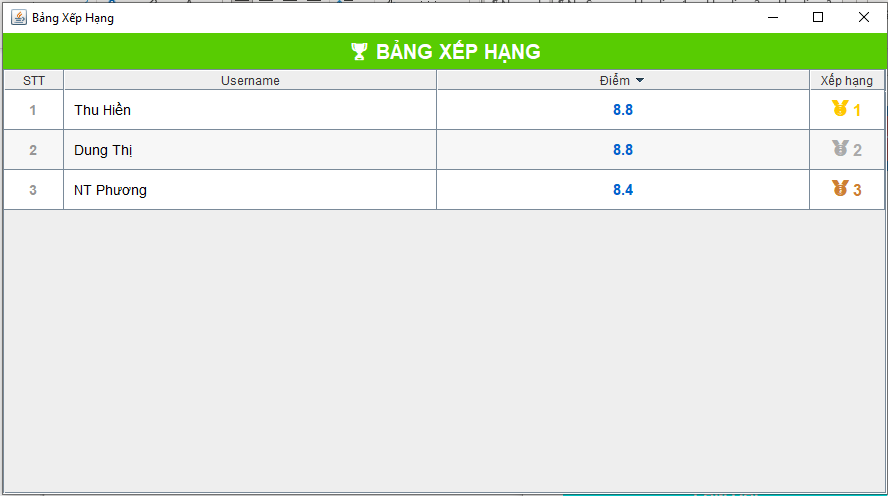 Bảng Xếp Hạng
BẢNG XẾP HẠNG
STT Username Điểm Xếp hạng
1 Thu Hiền 8.8 1
2 Dung Thị 8.8 2
3 NT Phương 8.4 3